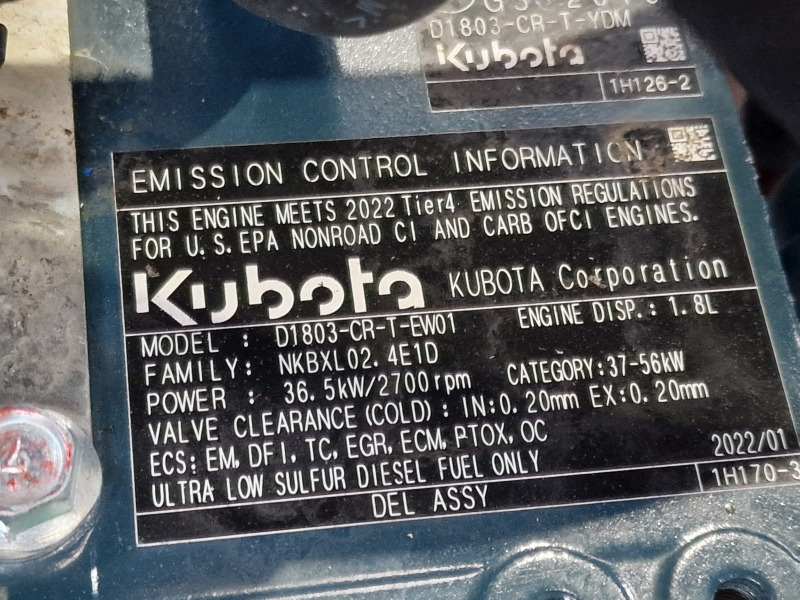 D1803-CR-T-YDM
Kubota
1H126-2
EMISSION CONTROL INFORMATION
THIS ENGINE MEETS 2022 Tier4 EMISSION REGULATIONS
FOR U.S.EPA NONROAD CI AND CARB OFCI ENGINES.
Kubota KUBOTA Corporation
MODEL : D1803-CR-T-EW01 ENGINE DISP.: 1.8L
FAMILY: NKBXL02.4E1D
POWER : 36.5kW/2700rpm CATEGORY:37-56kW
VALVE CLEARANCE(COLD): IN:0.20mm EX:0.20mm
ECS: EM, DFI, TC, EGR, ECM, PTOX, OC
ULTRA LOW SULFUR DIESEL FUEL ONLY 2022/01
DEL ASSY 1H170-3